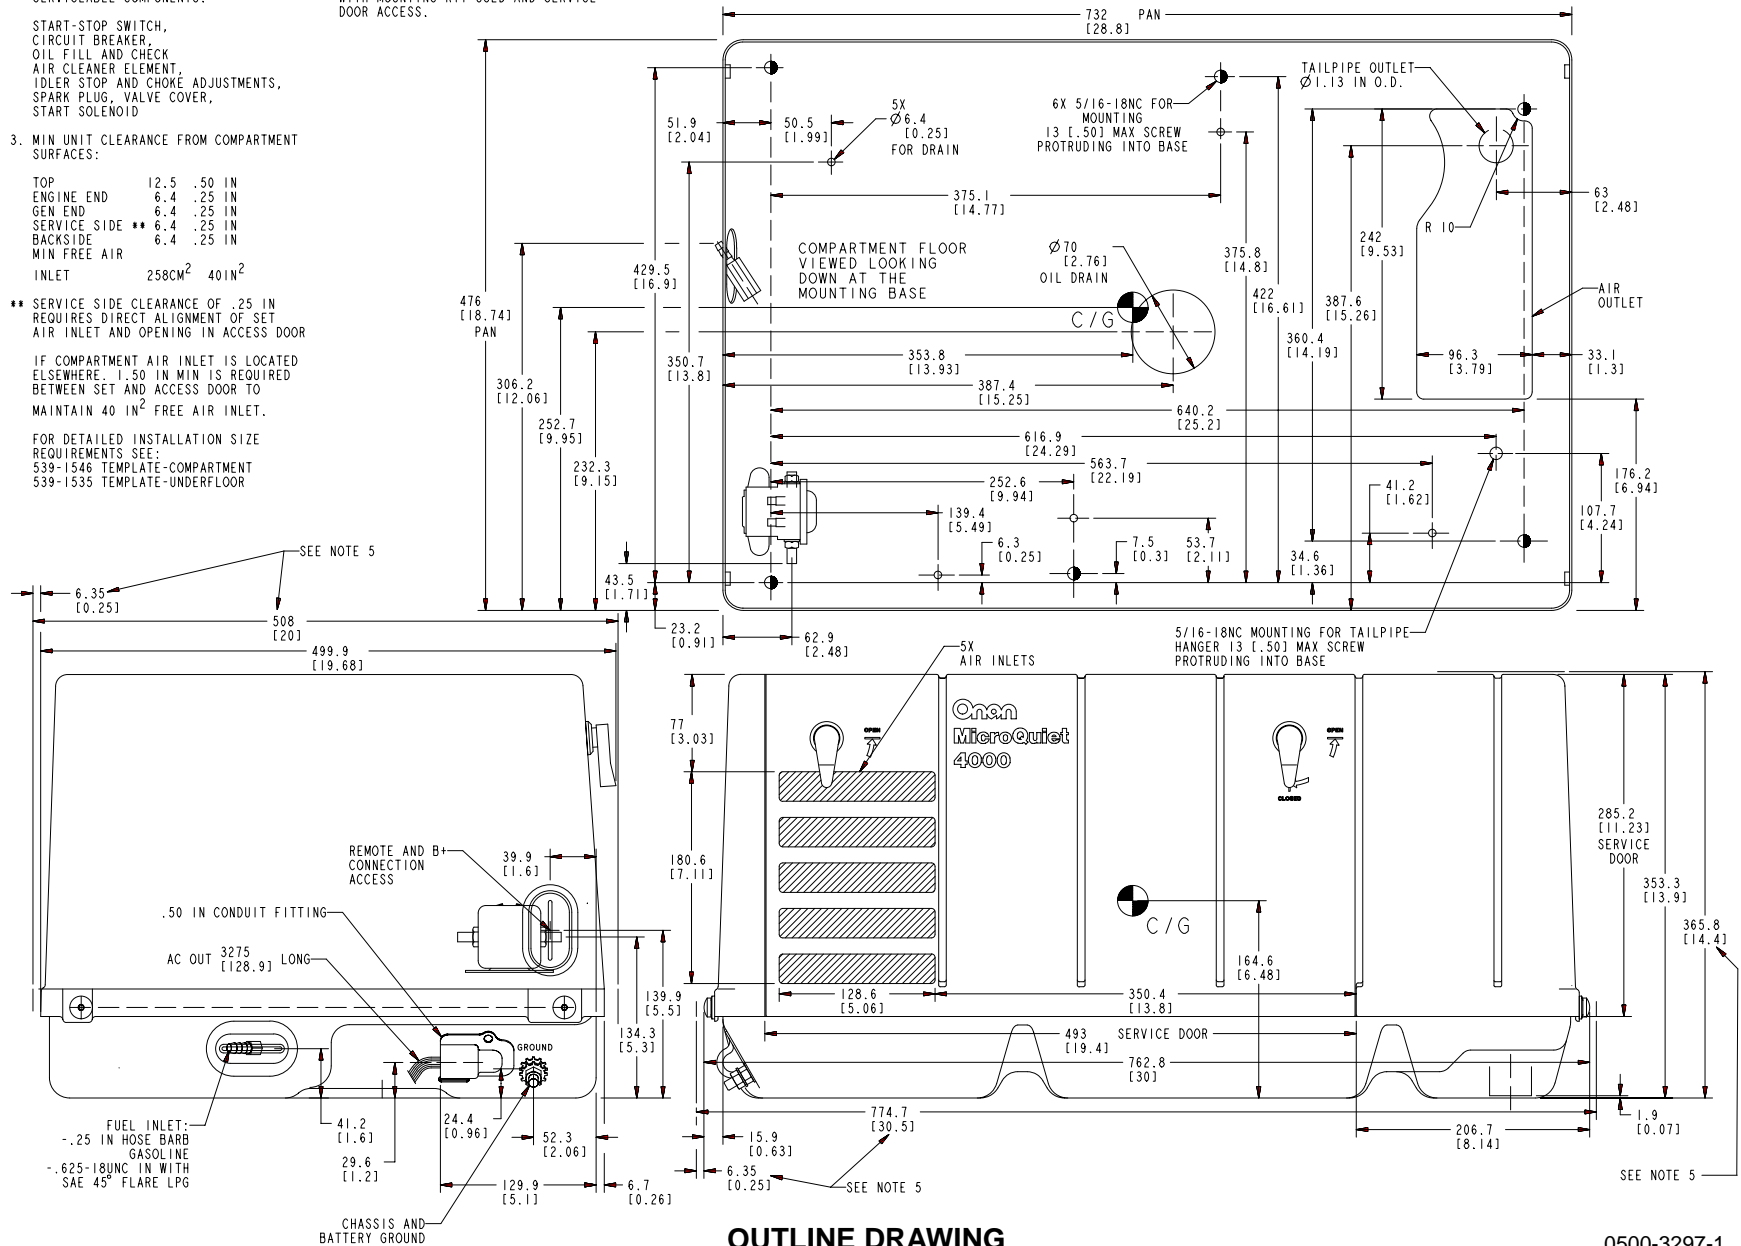 SERVICEABLE COMPONENTS:
START-STOP SWITCH,
CIRCUIT BREAKER,
OIL FILL AND CHECK
AIR CLEANER ELEMENT,
IDLER STOP AND CHOKE ADJUSTMENTS,
SPARK PLUG, VALVE COVER,
START SOLENOID
3. MIN UNIT CLEARANCE FROM COMPARTMENT
SURFACES:
TOP 12.5 .50 IN
ENGINE END 6.4 .25 IN
GEN END 6.4 .25 IN
SERVICE SIDE ** 6.4 .25 IN
BACKSIDE 6.4 .25 IN
MIN FREE AIR
INLET 258CM² 40IN²
** SERVICE SIDE CLEARANCE OF .25 IN
REQUIRES DIRECT ALIGNMENT OF SET
AIR INLET AND OPENING IN ACCESS DOOR
IF COMPARTMENT AIR INLET IS LOCATED
ELSEWHERE. 1.50 IN MIN IS REQUIRED
BETWEEN SET AND ACCESS DOOR TO
MAINTAIN 40 IN² FREE AIR INLET.
FOR DETAILED INSTALLATION SIZE
REQUIREMENTS SEE:
539-1546 TEMPLATE-COMPARTMENT
539-1535 TEMPLATE-UNDERFLOOR
WITH MOUNTING KIT USED AND SERVICE
DOOR ACCESS.
732 PAN
[28.8]
51.9
[2.04]
50.5
[1.99]
5X
Ø6.4
[0.25]
FOR DRAIN
6X 5/16-18NC FOR
MOUNTING
13 [.50] MAX SCREW
PROTRUDING INTO BASE
TAILPIPE OUTLET
Ø1.13 IN O.D.
375.1
[14.77]
63
[2.48]
R 10
242
[9.53]
COMPARTMENT FLOOR
VIEWED LOOKING
DOWN AT THE
MOUNTING BASE
Ø70
[2.76]
OIL DRAIN
C/G
375.8
[14.8]
422
[16.61]
387.6
[15.26]
360.4
[14.19]
AIR
OUTLET
429.5
[16.9]
476
[18.74]
PAN
350.7
[13.8]
306.2
[12.06]
252.7
[9.95]
232.3
[9.15]
353.8
[13.93]
387.4
[15.25]
96.3
[3.79]
33.1
[1.3]
640.2
[25.2]
616.9
[24.29]
563.7
[22.19]
252.6
[9.94]
139.4
[5.49]
41.2
[1.62]
176.2
[6.94]
107.7
[4.24]
6.3
[0.25]
7.5
[0.3]
53.7
[2.11]
34.6
[1.36]
43.5
[1.71]
23.2
[0.91]
62.9
[2.48]
5/16-18NC MOUNTING FOR TAILPIPE
HANGER 13 [.50] MAX SCREW
PROTRUDING INTO BASE
SEE NOTE 5
6.35
[0.25]
508
[20]
499.9
[19.68]
REMOTE AND B+
CONNECTION
ACCESS
39.9
[1.6]
.50 IN CONDUIT FITTING
AC OUT 3275
[128.9] LONG
139.9
[5.5]
134.3
[5.3]
GROUND
FUEL INLET:
-.25 IN HOSE BARB
GASOLINE
-.625-18UNC IN WITH
SAE 45° FLARE LPG
41.2
[1.6]
29.6
[1.2]
24.4
[0.96]
52.3
[2.06]
129.9
[5.1]
6.7
[0.26]
CHASSIS AND
BATTERY GROUND
5X
AIR INLETS
77
[3.03]
180.6
[7.11]
OPEN
Onan
MicroQuiet
4000
OPEN
CLOSED
C/G
164.6
[6.48]
285.2
[11.23]
SERVICE
DOOR
353.3
[13.9]
365.8
[14.4]
128.6
[5.06]
350.4
[13.8]
493 SERVICE DOOR
[19.4]
762.8
[30]
774.7
[30.5]
15.9
[0.63]
6.35
[0.25]
SEE NOTE 5
206.7
[8.14]
1.9
[0.07]
SEE NOTE 5
OUTLINE DRAWING
0500-3297-1